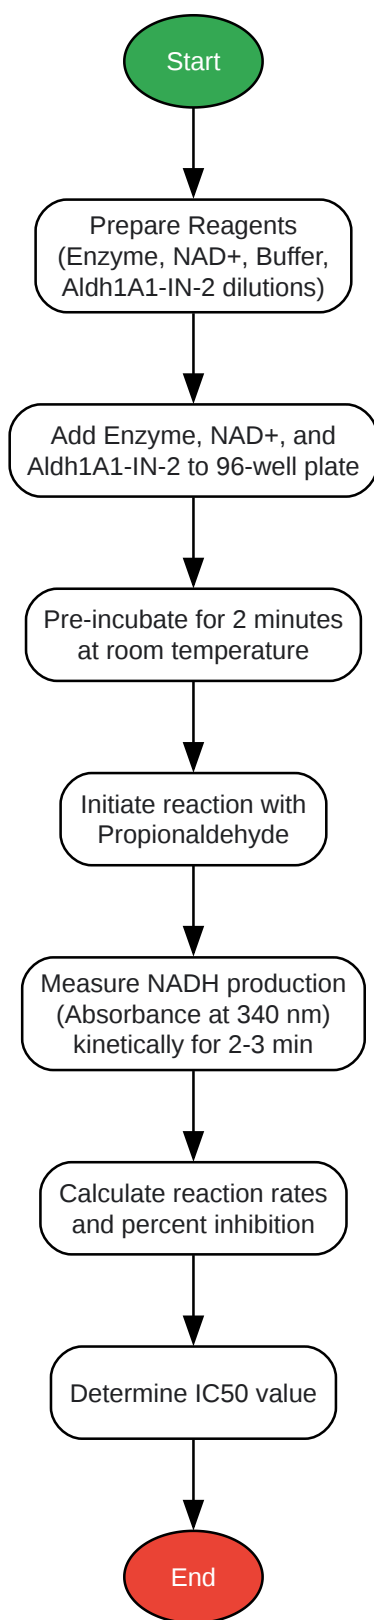 Start
Prepare Reagents
(Enzyme, NAD+, Buffer,
Aldh1A1-IN-2 dilutions)
Add Enzyme, NAD+, and
Aldh1A1-IN-2 to 96-well plate
Pre-incubate for 2 minutes
at room temperature
Initiate reaction with
Propionaldehyde
Measure NADH production
(Absorbance at 340 nm)
kinetically for 2-3 min
Calculate reaction rates
and percent inhibition
Determine IC50 value
End